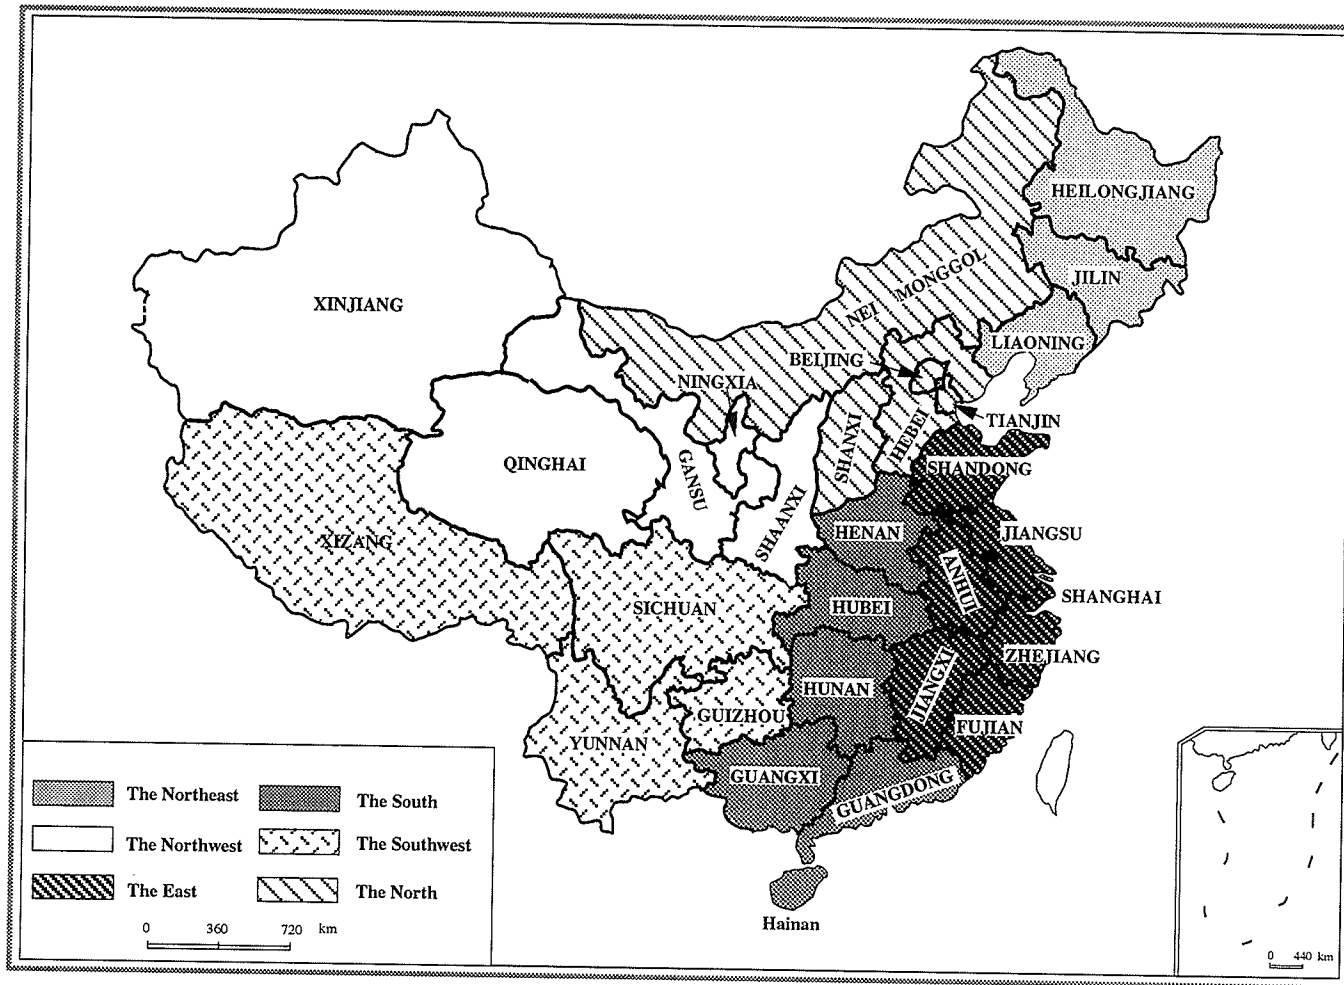 HEILONGJIANG
JILIN
NEI MONGGOL
XINJIANG
LIAONING
BEIJING
NINGXIA
TIANJIN
HEBEI
SHANXI
QINGHAI
GANSU
SHANDONG
SHAANXI
HENAN
JIANGSU
XIZANG
ANHUI
SHANGHAI
SICHUAN
HUBEI
ZHEJIANG
JIANGXI
HUNAN
GUIZHOU
FUJIAN
YUNNAN
GUANGXI
GUANGDONG
Hainan
The Northeast
The South
The Northwest
The Southwest
The East
The North
0 360 720 km
0 440 km